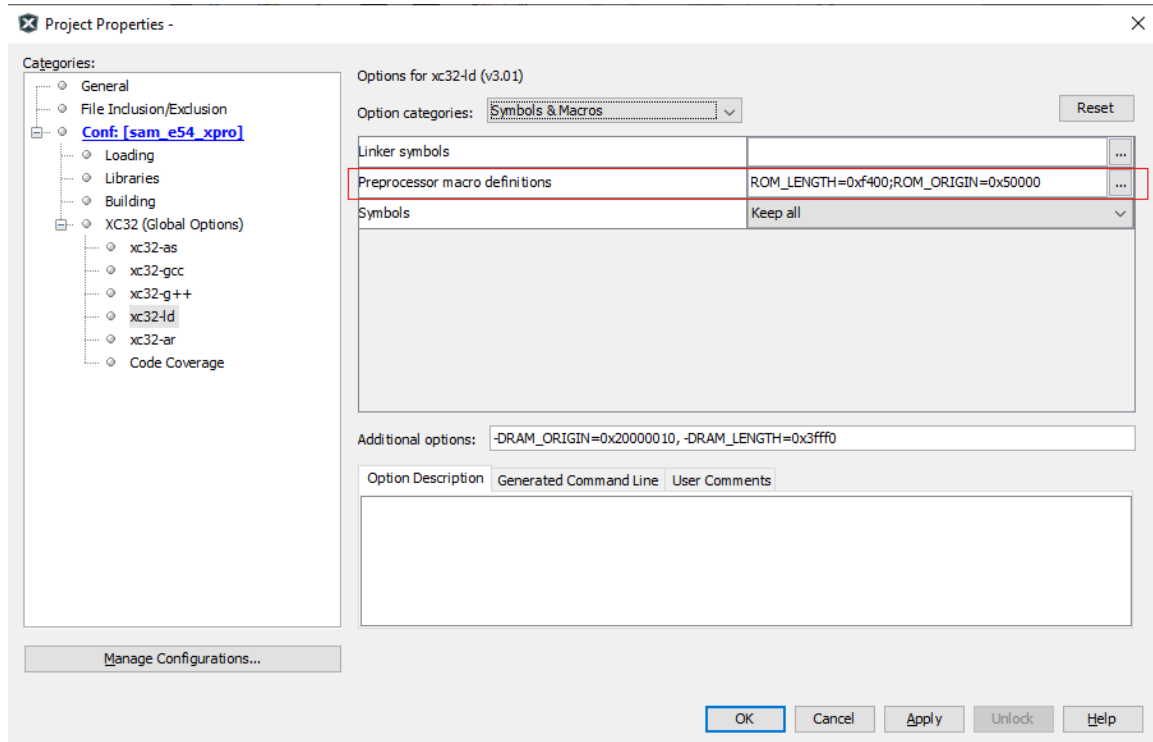 Project Properties -
Categories:
General
File Inclusion/Exclusion
Conf: [sam_e54_xpro]
Loading
Libraries
Building
XC32 (Global Options)
xc32-as
xc32-gcc
xc32-g++
xc32-ld
xc32-ar
Code Coverage
Manage Configurations...
Options for xc32-ld (v3.01)
Option categories: Symbols & Macros Reset
Linker symbols ...
Preprocessor macro definitions ROM_LENGTH=0xf400;ROM_ORIGIN=0x50000 ...
Symbols Keep all
Additional options: -DRAM_ORIGIN=0x20000010, -DRAM_LENGTH=0x3fff0
Option Description Generated Command Line User Comments
OK Cancel Apply Unlock Help